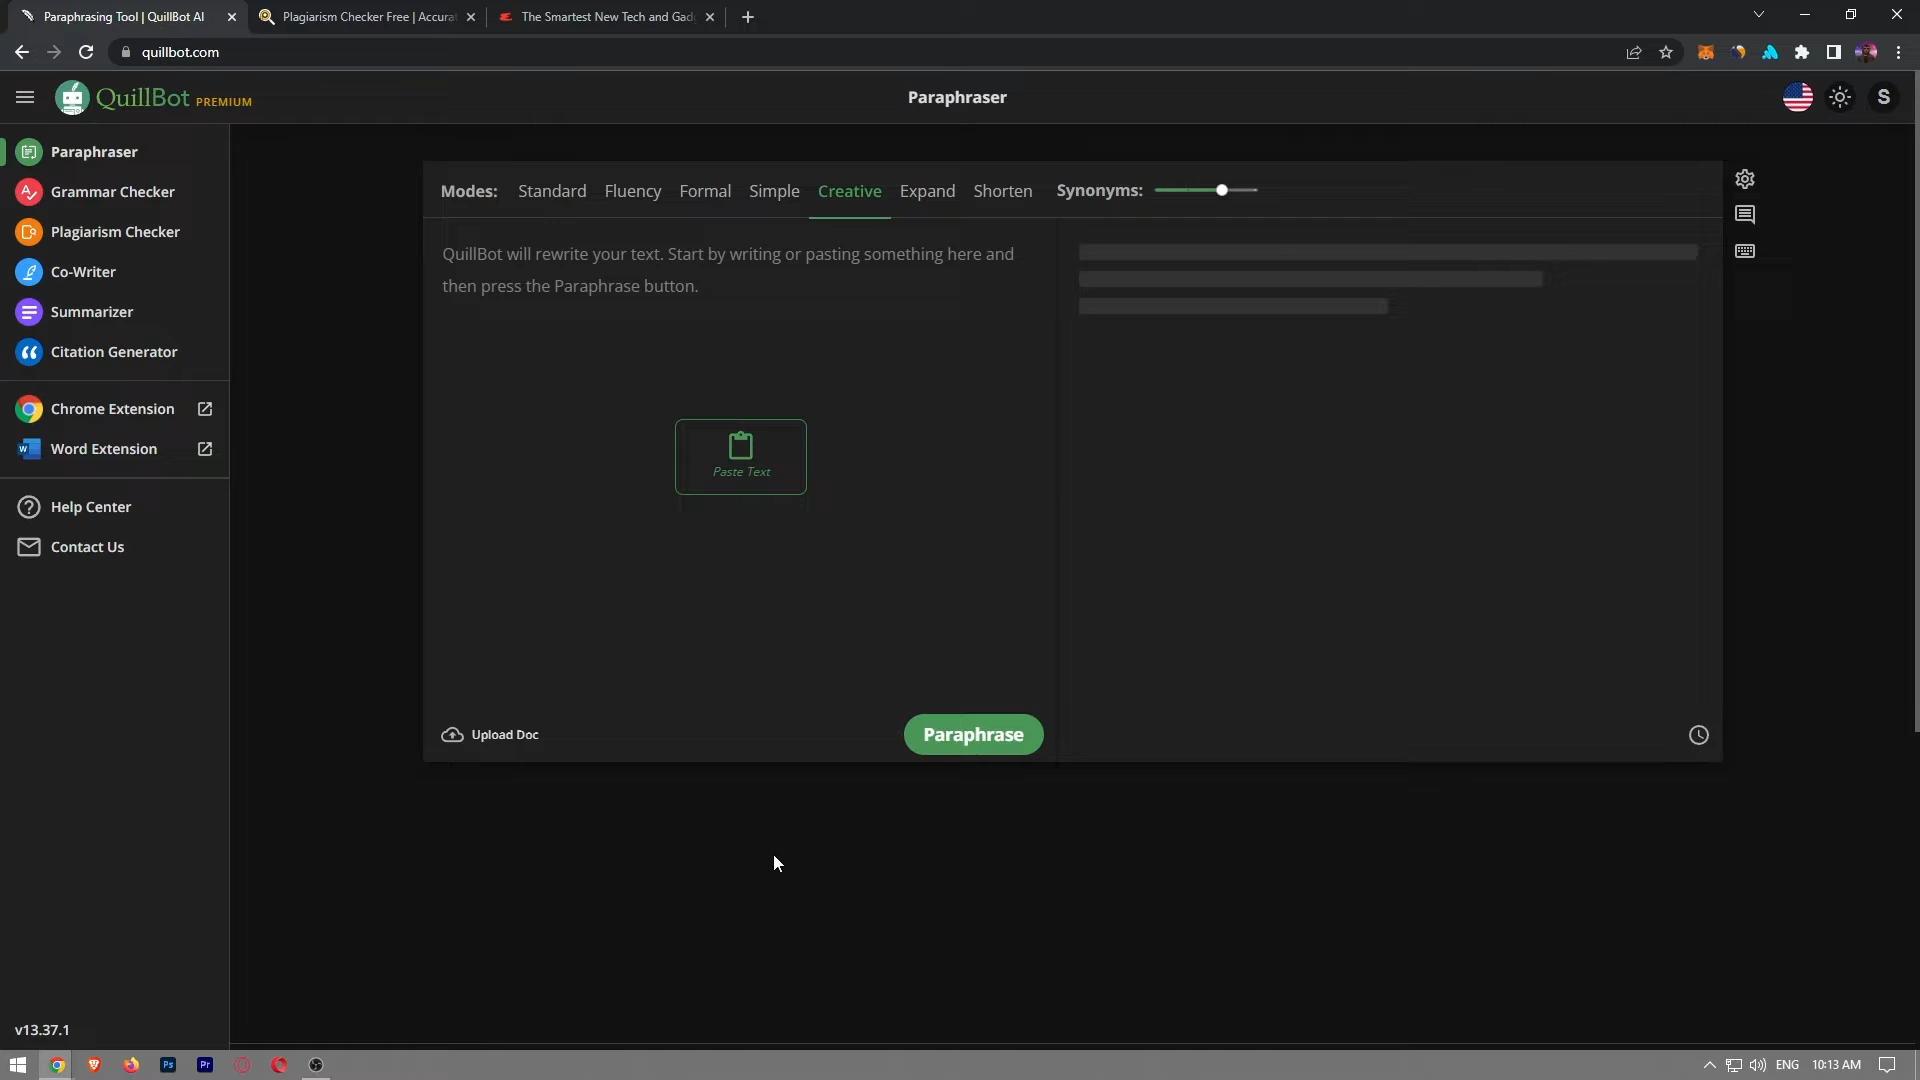 Paraphrasing Tool | QuillBot AI
Plagiarism Checker Free | Accurat
The Smartest New Tech and Gad
quillbot.com
QuillBot PREMIUM
Paraphraser
S
Paraphraser
Grammar Checker
Plagiarism Checker
Co-Writer
Summarizer
Citation Generator
Chrome Extension
Word Extension
Help Center
Contact Us
Modes: Standard Fluency Formal Simple Creative Expand Shorten Synonyms:
QuillBot will rewrite your text. Start by writing or pasting something here and
then press the Paraphrase button.
Paste Text
Upload Doc
Paraphrase
v13.37.1
Ps
Pr
ENG
10:13 AM